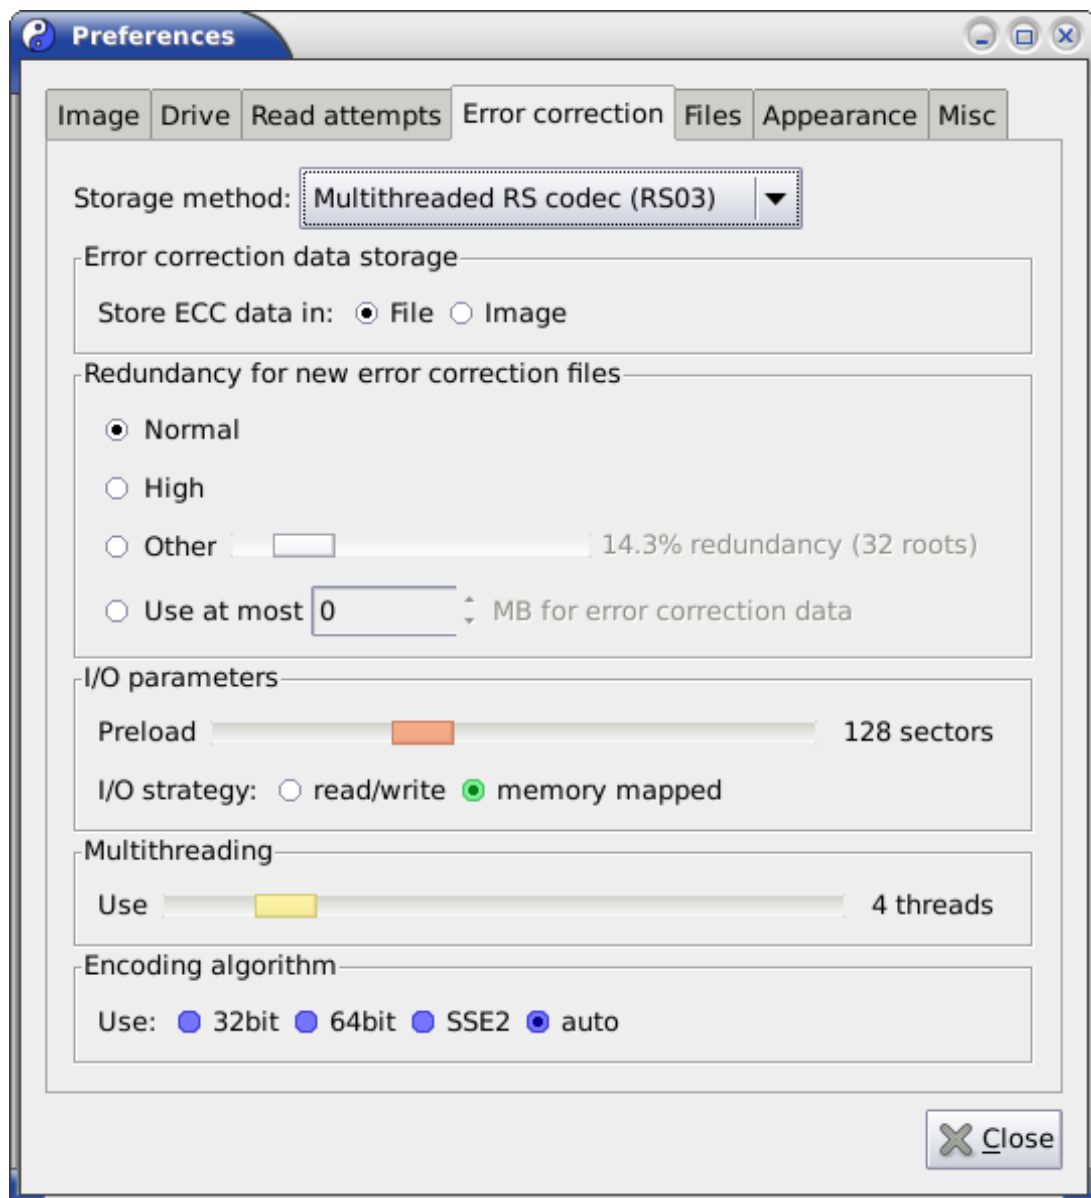 Preferences
Image Drive Read attempts Error correction Files Appearance Misc
Storage method: Multithreaded RS codec (RS03)
Error correction data storage
Store ECC data in: File Image
Redundancy for new error correction files
Normal
High
Other 14.3% redundancy (32 roots)
Use at most 0 MB for error correction data
I/O parameters
Preload 128 sectors
I/O strategy: read/write memory mapped
Multithreading
Use 4 threads
Encoding algorithm
Use: 32bit 64bit SSE2 auto
Close